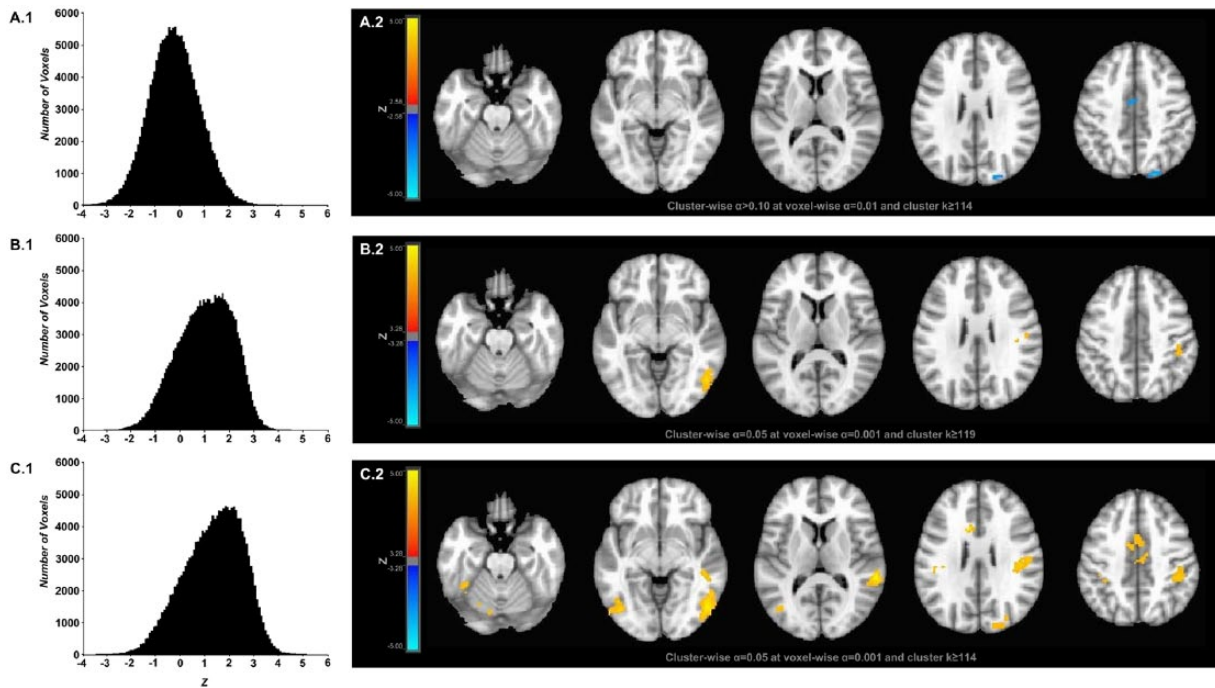 A.1
Number of Voxels
6000
5000
4000
3000
2000
1000
0
-4 -3 -2 -1 0 1 2 3 4 5 6
A.2
5.00
Z
2.58
-2.58
-5.00
Cluster-wise α>0.10 at voxel-wise α=0.01 and cluster k≥114
B.1
Number of Voxels
6000
5000
4000
3000
2000
1000
0
-4 -3 -2 -1 0 1 2 3 4 5 6
B.2
5.00
Z
3.28
-3.28
-5.00
Cluster-wise α=0.05 at voxel-wise α=0.001 and cluster k≥119
C.1
Number of Voxels
6000
5000
4000
3000
2000
1000
0
-4 -3 -2 -1 0 1 2 3 4 5 6
Z
C.2
5.00
Z
3.28
-3.28
-5.00
Cluster-wise α=0.05 at voxel-wise α=0.001 and cluster k≥114